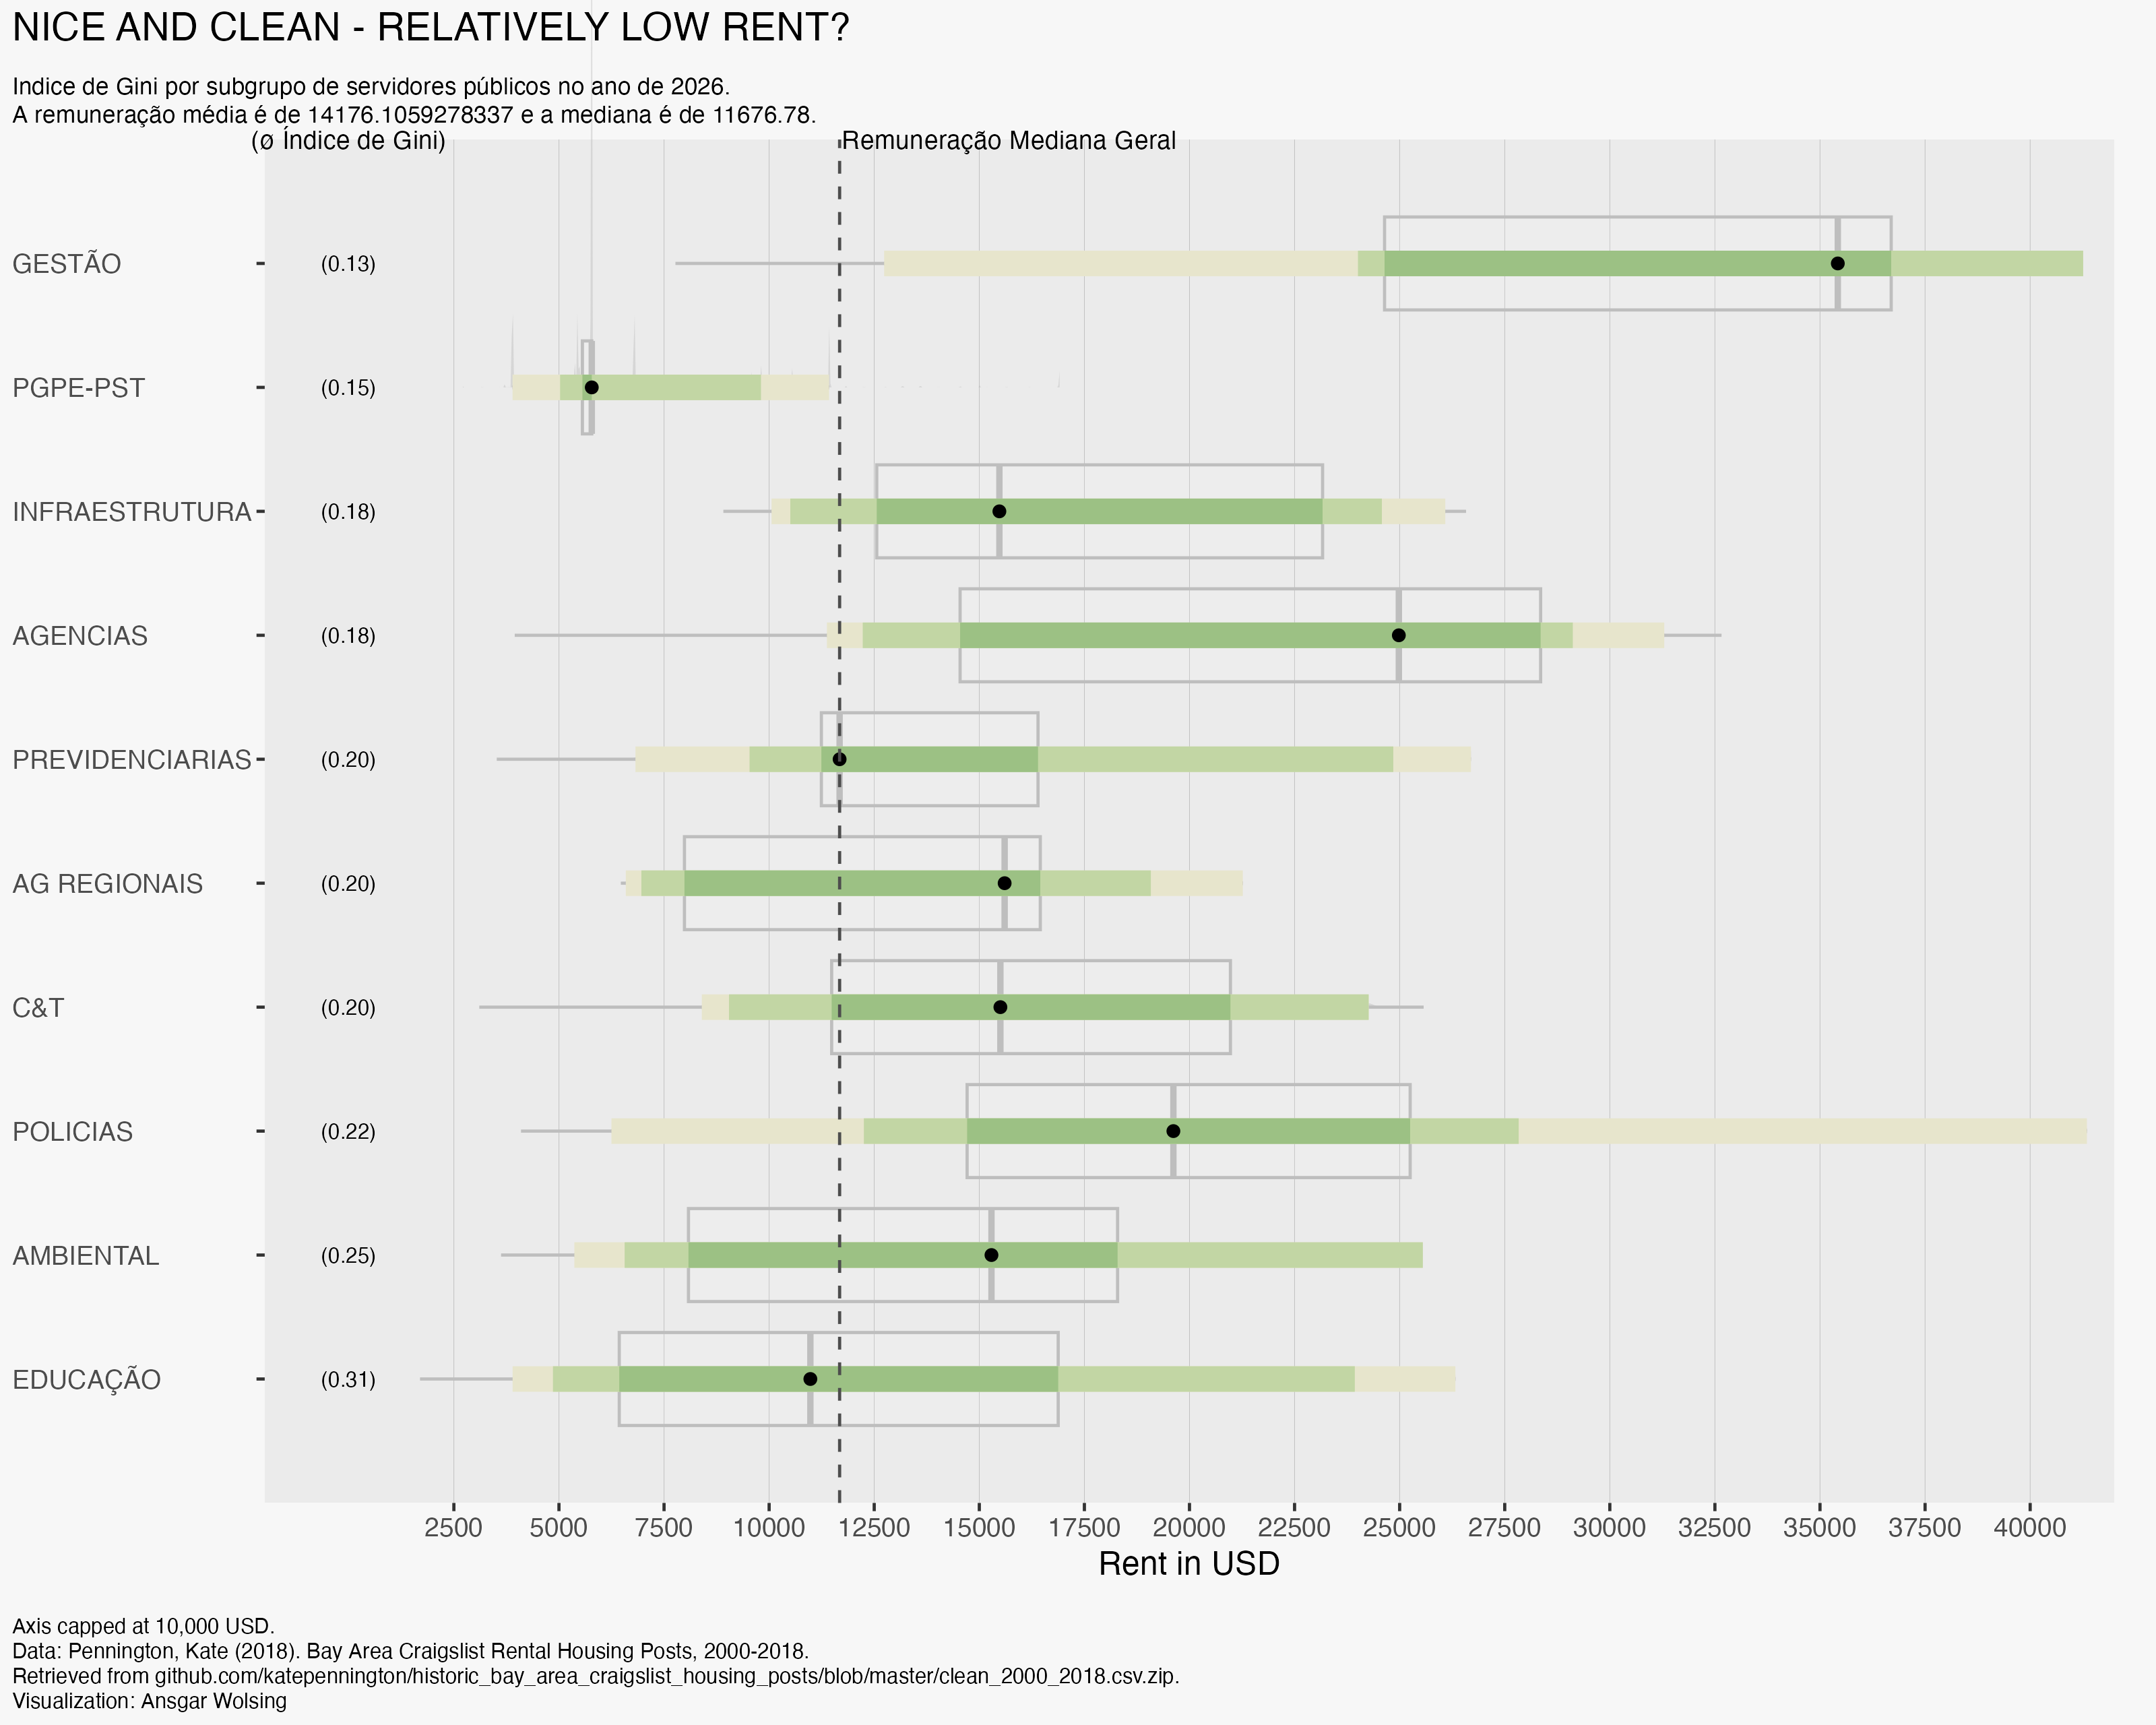 NICE AND CLEAN - RELATIVELY LOW RENT?
Indice de Gini por subgrupo de servidores públicos no ano de 2026.
A remuneração média é de 14176.1059278337 e a mediana é de 11676.78.
(ø Índice de Gini) Remuneração Mediana Geral
GESTÃO (0.13)
PGPE-PST (0.15)
INFRAESTRUTURA (0.18)
AGENCIAS (0.18)
PREVIDENCIARIAS (0.20)
AG REGIONAIS (0.20)
C&T (0.20)
POLICIAS (0.22)
AMBIENTAL (0.25)
EDUCAÇÃO (0.31)
2500 5000 7500 10000 12500 15000 17500 20000 22500 25000 27500 30000 32500 35000 37500 40000
Rent in USD
Axis capped at 10,000 USD.
Data: Pennington, Kate (2018). Bay Area Craigslist Rental Housing Posts, 2000-2018.
Retrieved from github.com/katepennington/historic_bay_area_craigslist_housing_posts/blob/master/clean_2000_2018.csv.zip.
Visualization: Ansgar Wolsing